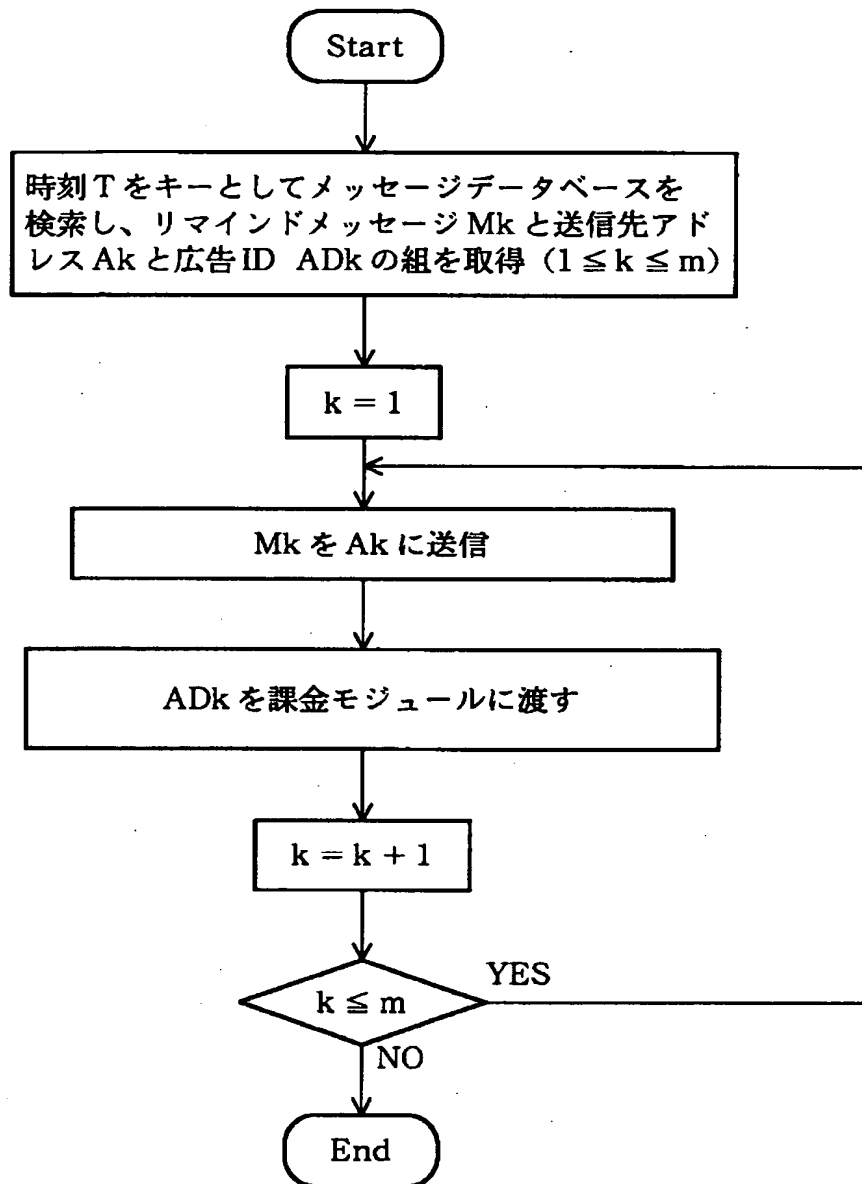 Start
時刻Tをキーとしてメッセージデータベースを
検索し、リマインドメッセージMkと送信先アド
レスAkと広告ID ADkの組を取得（1≦k≦m）
k = 1
MkをAkに送信
ADkを課金モジュールに渡す
k = k + 1
k ≦ m
YES
NO
End